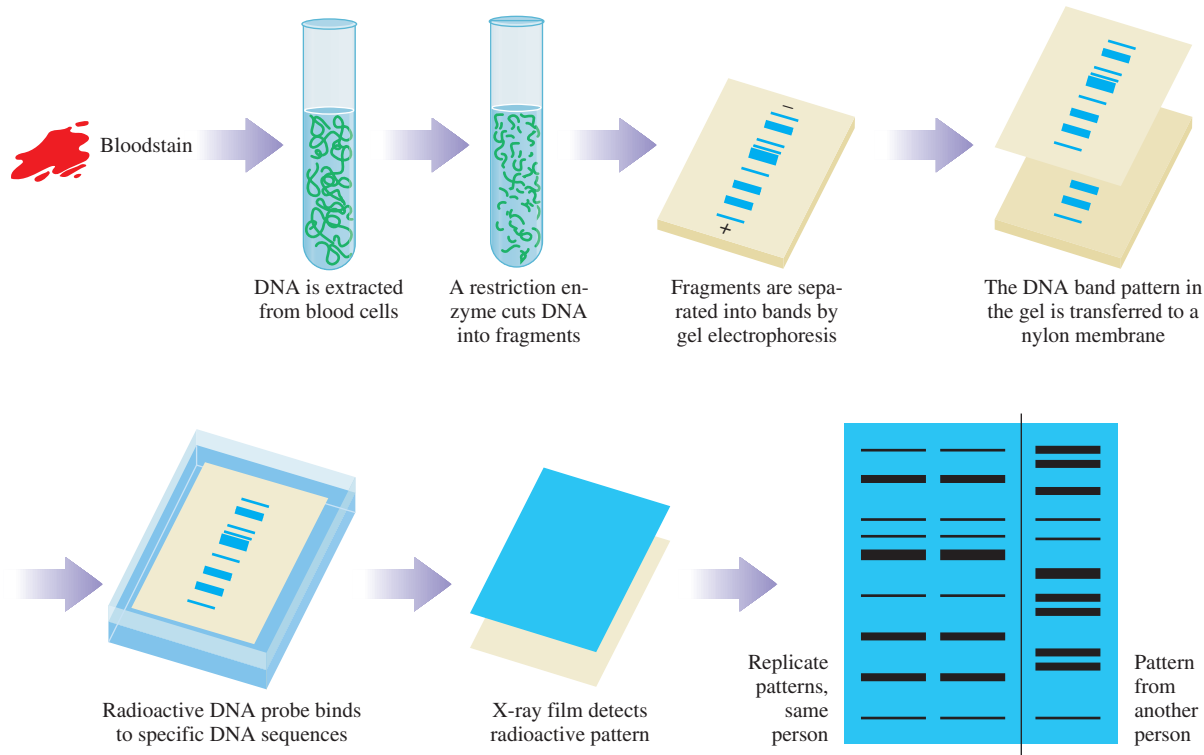 Bloodstain
DNA is extracted
from blood cells
A restriction en-
zyme cuts DNA
into fragments
−
+
Fragments are sepa-
rated into bands by
gel electrophoresis
The DNA band pattern in
the gel is transferred to a
nylon membrane
Radioactive DNA probe binds
to specific DNA sequences
X-ray film detects
radioactive pattern
Replicate
patterns,
same
person
Pattern
from
another
person